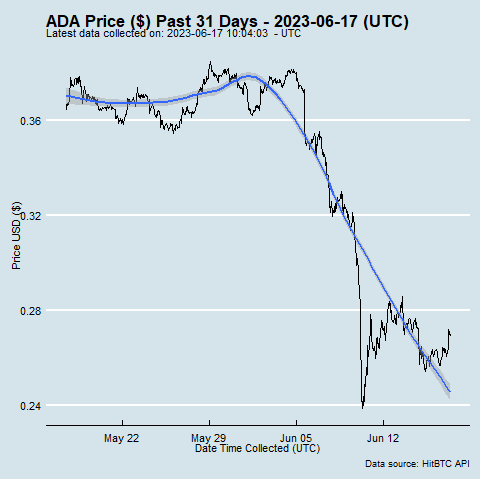 ADA Price ($) Past 31 Days - 2023-06-17 (UTC)
Latest data collected on: 2023-06-17 10:04:03 - UTC
Price USD ($)
0.36
0.32
0.28
0.24
May 22 May 29 Jun 05 Jun 12
Date Time Collected (UTC)
Data source: HitBTC API